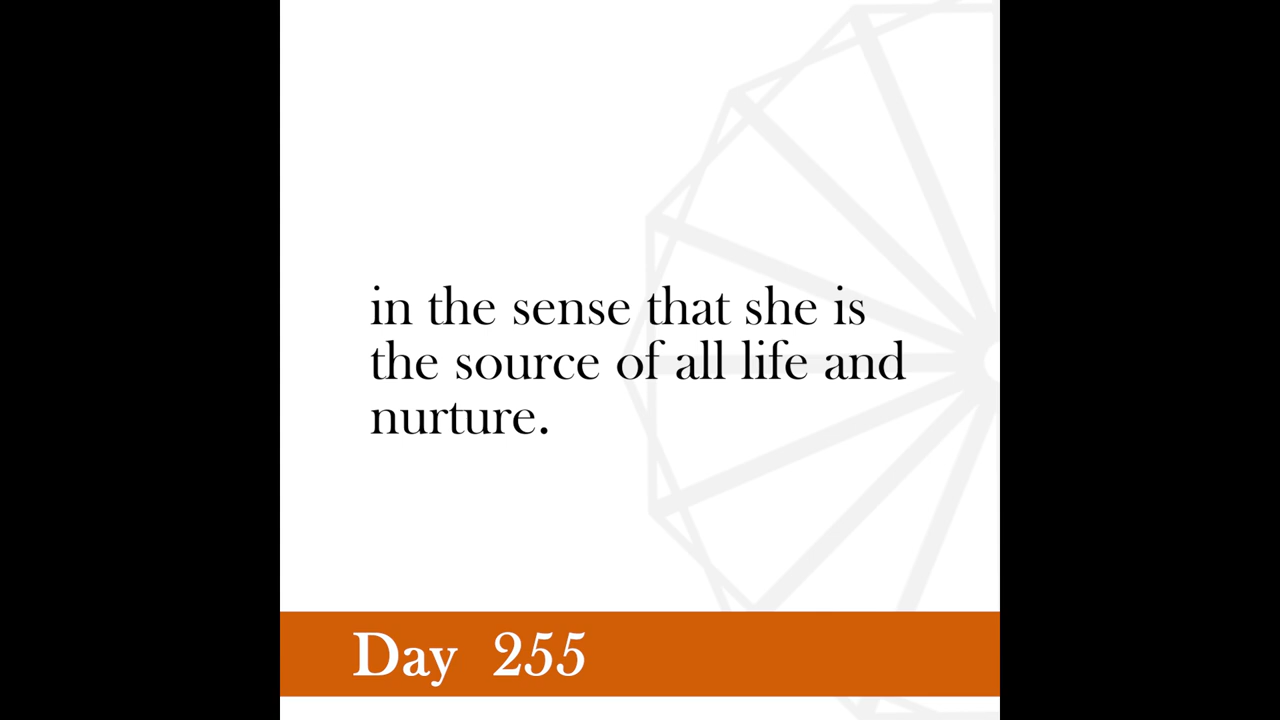 in the sense that she is
the source of all life and
nurture.
Day 255